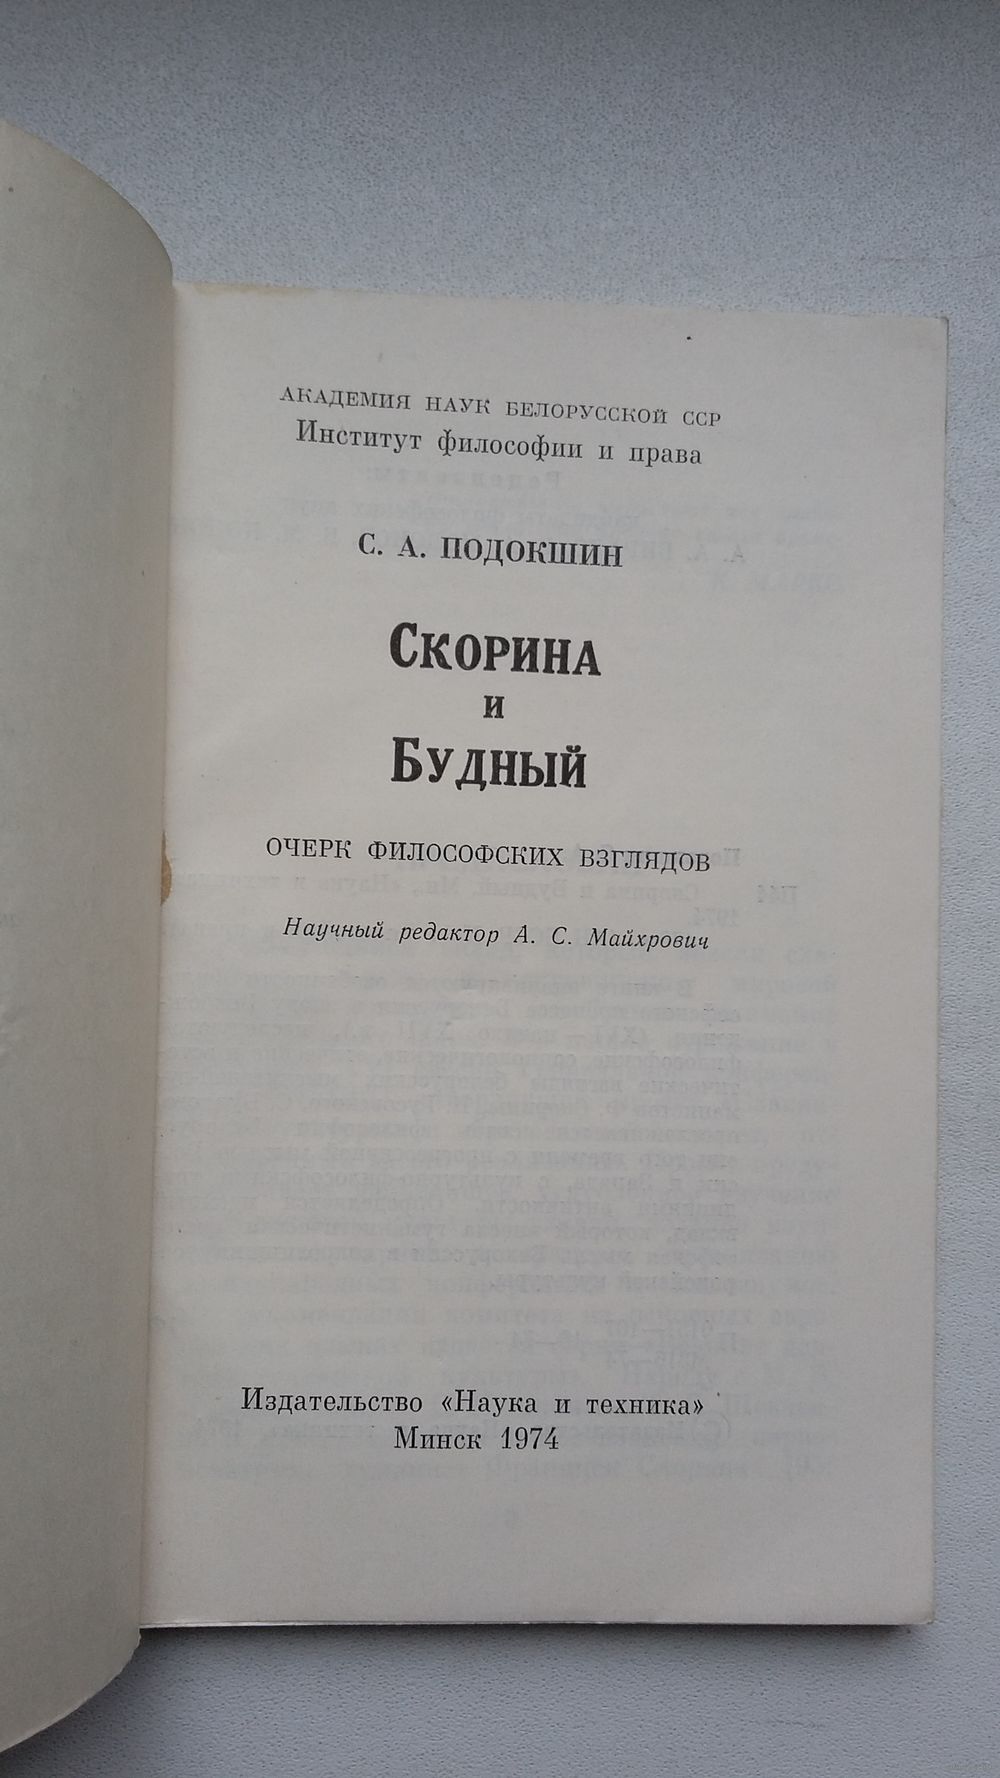 АКАДЕМИЯ НАУК БЕЛОРУССКОЙ ССР
Институт философии и права
С. А. ПОДОКШИН
СКОРИНА
и
БУДНЫЙ
ОЧЕРК ФИЛОСОФСКИХ ВЗГЛЯДОВ
Научный редактор А. С. Майхрович
Издательство «Наука и техника»
Минск 1974